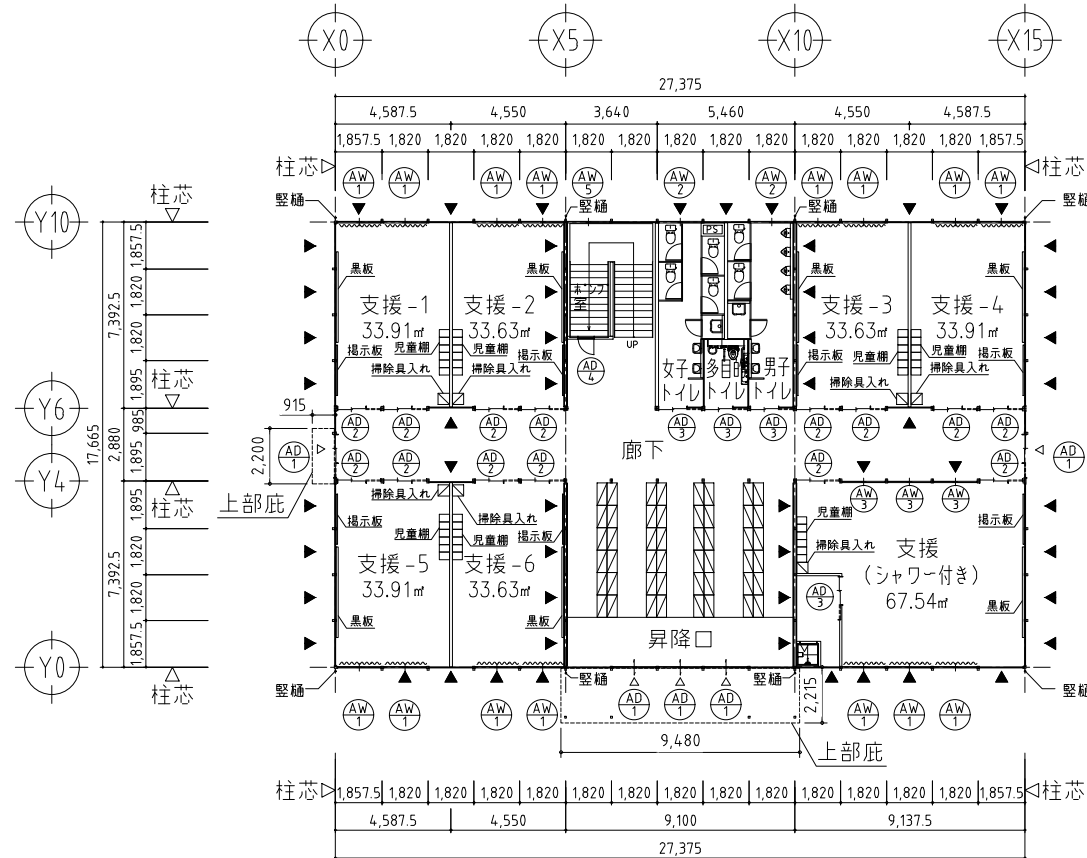 X0 X5 X10 X15
27,375
4,587.5 4,550 3,640 5,460 4,550 4,587.5
1,857.5 1,820 1,820 1,820 1,820 1,820 1,820 1,820 1,820 1,820 1,820 1,820 1,820 1,820 1,857.5
柱芯 柱芯
AW 1 AW 1 AW 1 AW 1 AW 5 AW 2 AW 2 AW 1 AW 1 AW 1 AW 1
柱芯
竪樋 竪樋 竪樋 竪樋
Y10
1,857.5
1,820
1,820
1,895
7,392.5
黒板 黒板 黒板 黒板
PS
ポンプ室
支援-1 支援-2 支援-3 支援-4
33.91㎡ 33.63㎡ 33.63㎡ 33.91㎡
掲示板 児童棚 児童棚 掲示板 掲示板 児童棚 児童棚 掲示板
UP
掃除具入れ 掃除具入れ 掃除具入れ 掃除具入れ
AD 4
女子トイレ 多目的トイレ 男子トイレ
柱芯
Y6
915
985
1,895
2,880
17,665
2,200
AD 2 AD 2 AD 2 AD 2 AD 3 AD 3 AD 3 AD 2 AD 2 AD 2
廊下
AD 1 AD 1
AD 2 AD 2 AD 2 AD 2 AD 2 AD 2
Y4
柱芯
上部庇
AW 3 AW 3 AW 3
1,895
1,820
1,820
1,857.5
7,392.5
掃除具入れ 掃除具入れ
掲示板 児童棚 児童棚 掲示板 児童棚 掲示板
掃除具入れ
支援-5 支援-6 支援
(シャワー付き)
33.91㎡ 33.63㎡ 67.54㎡
AD 3
黒板 黒板 黒板
昇降口
Y0
柱芯
竪樋 竪樋 竪樋 竪樋
AW 1 AW 1 AW 1 AW 1 AD 1 AD 1 AD 1 AW 1 AW 1 AW 1
2,215
9,480
上部庇
柱芯 柱芯
1,857.5 1,820 1,820 1,820 1,820 1,820 1,820 1,820 1,820 1,820 1,820 1,820 1,820 1,820 1,857.5
4,587.5 4,550 9,100 9,137.5
27,375